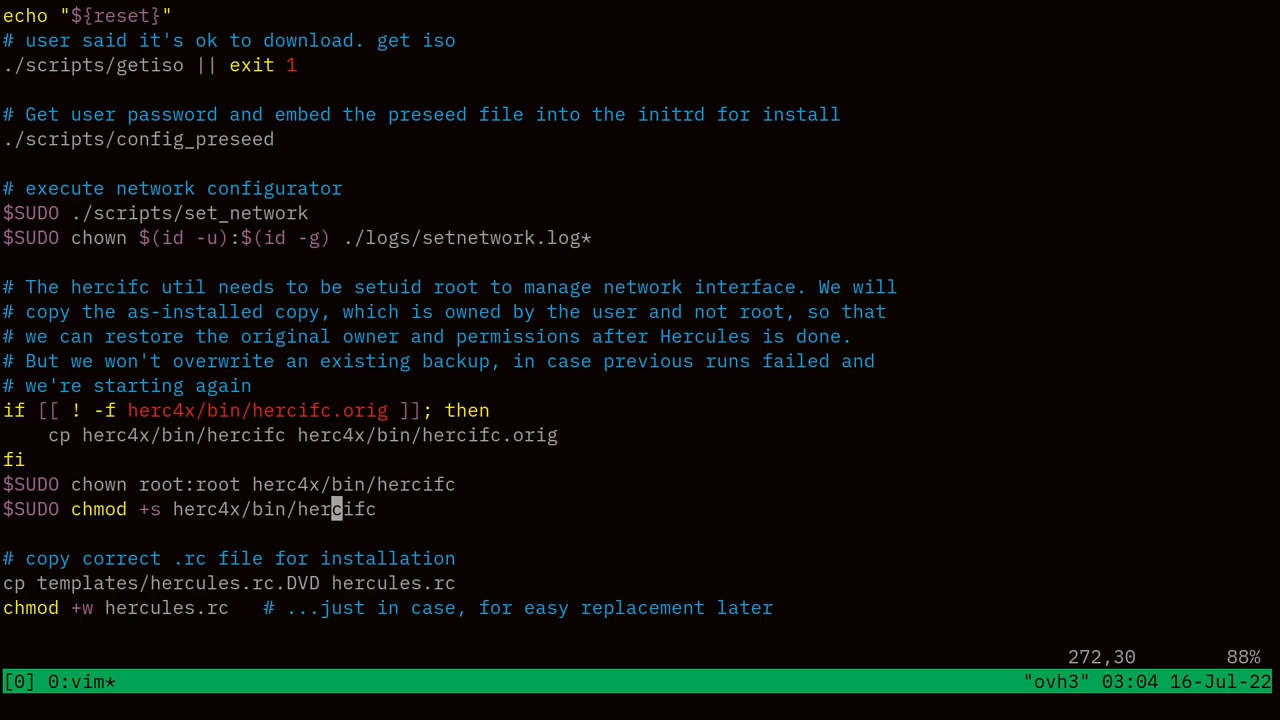 echo "${reset}"
# user said it's ok to download. get iso
./scripts/getiso || exit 1
# Get user password and embed the preseed file into the initrd for install
./scripts/config_preseed
# execute network configurator
$SUDO ./scripts/set_network
$SUDO chown $(id -u):$(id -g) ./logs/setnetwork.log*
# The hercifc util needs to be setuid root to manage network interface. We will
# copy the as-installed copy, which is owned by the user and not root, so that
# we can restore the original owner and permissions after Hercules is done.
# But we won't overwrite an existing backup, in case previous runs failed and
# we're starting again
if [[ ! -f herc4x/bin/hercifc.orig ]]; then
    cp herc4x/bin/hercifc herc4x/bin/hercifc.orig
fi
$SUDO chown root:root herc4x/bin/hercifc
$SUDO chmod +s herc4x/bin/hercifc
# copy correct .rc file for installation
cp templates/hercules.rc.DVD hercules.rc
chmod +w hercules.rc   # ...just in case, for easy replacement later
272,30 88%
[0] 0:vim* "ovh3" 03:04 16-Jul-22